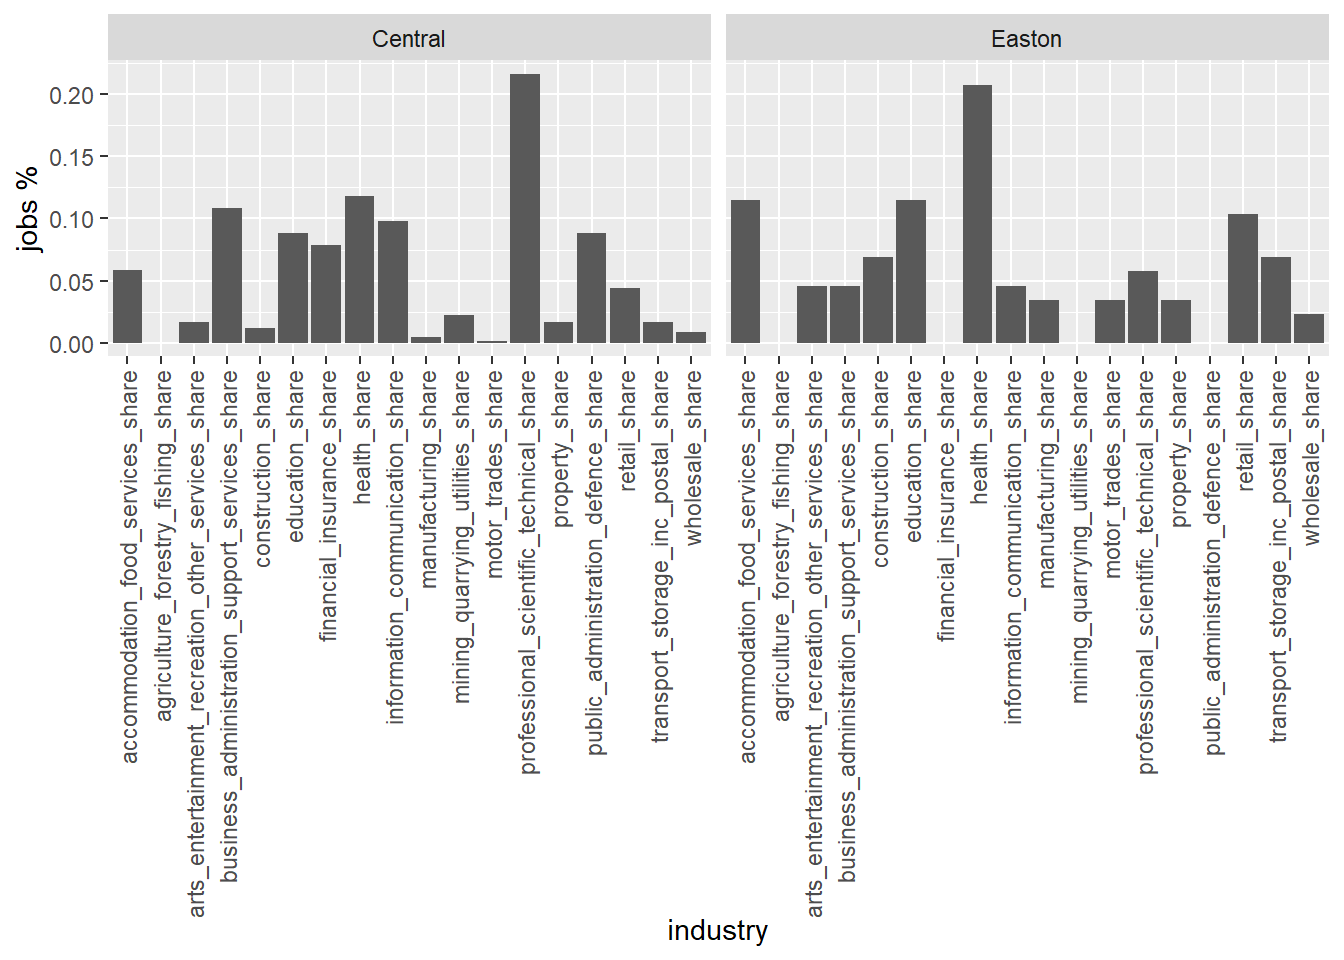 Central
Easton
jobs %
0.20
0.15
0.10
0.05
0.00
accommodation_food_services_share
agriculture_forestry_fishing_share
arts_entertainment_recreation_other_services_share
business_administration_support_services_share
construction_share
education_share
financial_insurance_share
health_share
information_communication_share
manufacturing_share
mining_quarrying_utilities_share
motor_trades_share
professional_scientific_technical_share
property_share
public_administration_defence_share
retail_share
transport_storage_inc_postal_share
wholesale_share
accommodation_food_services_share
agriculture_forestry_fishing_share
arts_entertainment_recreation_other_services_share
business_administration_support_services_share
construction_share
education_share
financial_insurance_share
health_share
information_communication_share
manufacturing_share
mining_quarrying_utilities_share
motor_trades_share
professional_scientific_technical_share
property_share
public_administration_defence_share
retail_share
transport_storage_inc_postal_share
wholesale_share
industry